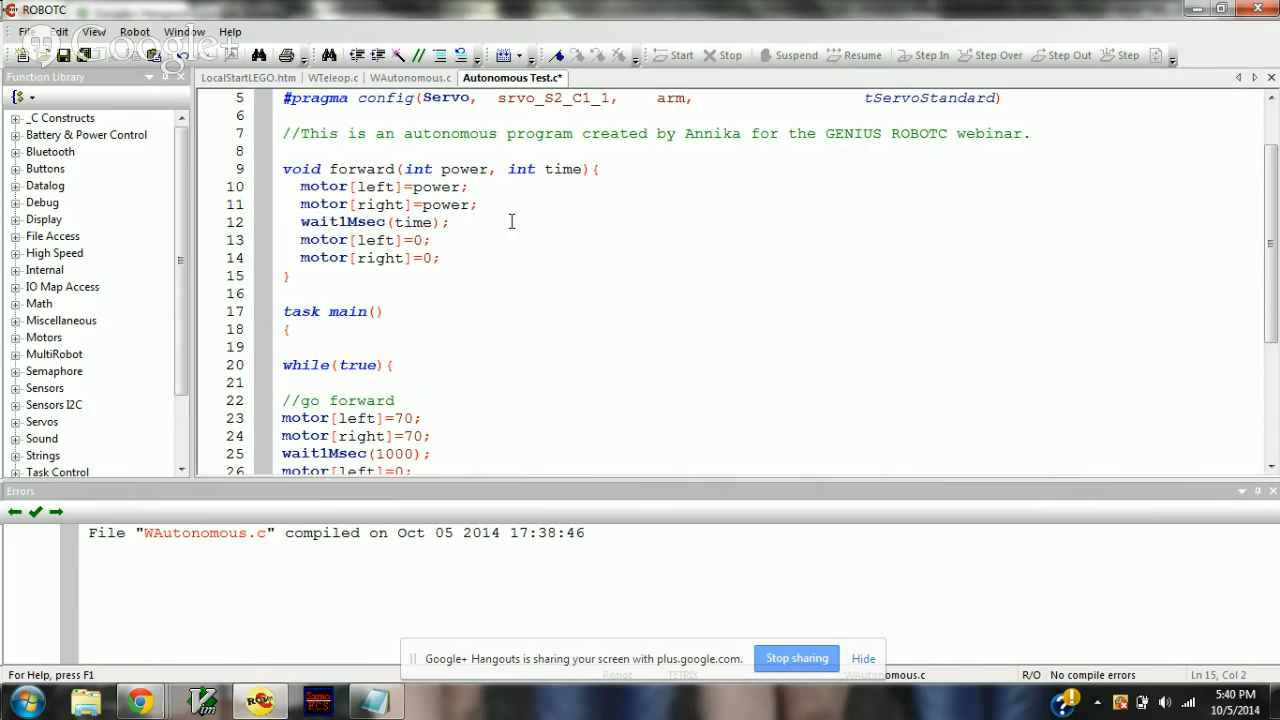 ROBOTC
File Edit View Robot Window Help
Google+
Start Stop Suspend Resume Step In Step Over Step Out Step
Function Library
LocalStartLEGO.htm WTeleop.c WAutonomous.c Autonomous Test.c*
_C Constructs
Battery & Power Control
Bluetooth
Buttons
Datalog
Debug
Display
File Access
High Speed
Internal
IO Map Access
Math
Miscellaneous
Motors
MultiRobot
Semaphore
Sensors
Sensors I2C
Servos
Sound
Strings
Task Control
5 #pragma config(Servo, srvo_S2_C1_1, arm, tServoStandard)
6
7 //This is an autonomous program created by Annika for the GENIUS ROBOTC webinar.
8
9 void forward(int power, int time){
10 motor[left]=power;
11 motor[right]=power;
12 wait1Msec(time);
13 motor[left]=0;
14 motor[right]=0;
15 }
16
17 task main()
18 {
19
20 while(true){
21
22 //go forward
23 motor[left]=70;
24 motor[right]=70;
25 wait1Msec(1000);
26 motor[left]=0;
Errors
File "WAutonomous.c" compiled on Oct 05 2014 17:38:46
Google+ Hangouts is sharing your screen with plus.google.com. Stop sharing Hide
For Help, press F1 Robot TETRIX WAutonomous.c R/O No compile errors Ln 15, Col 2
5:40 PM
10/5/2014